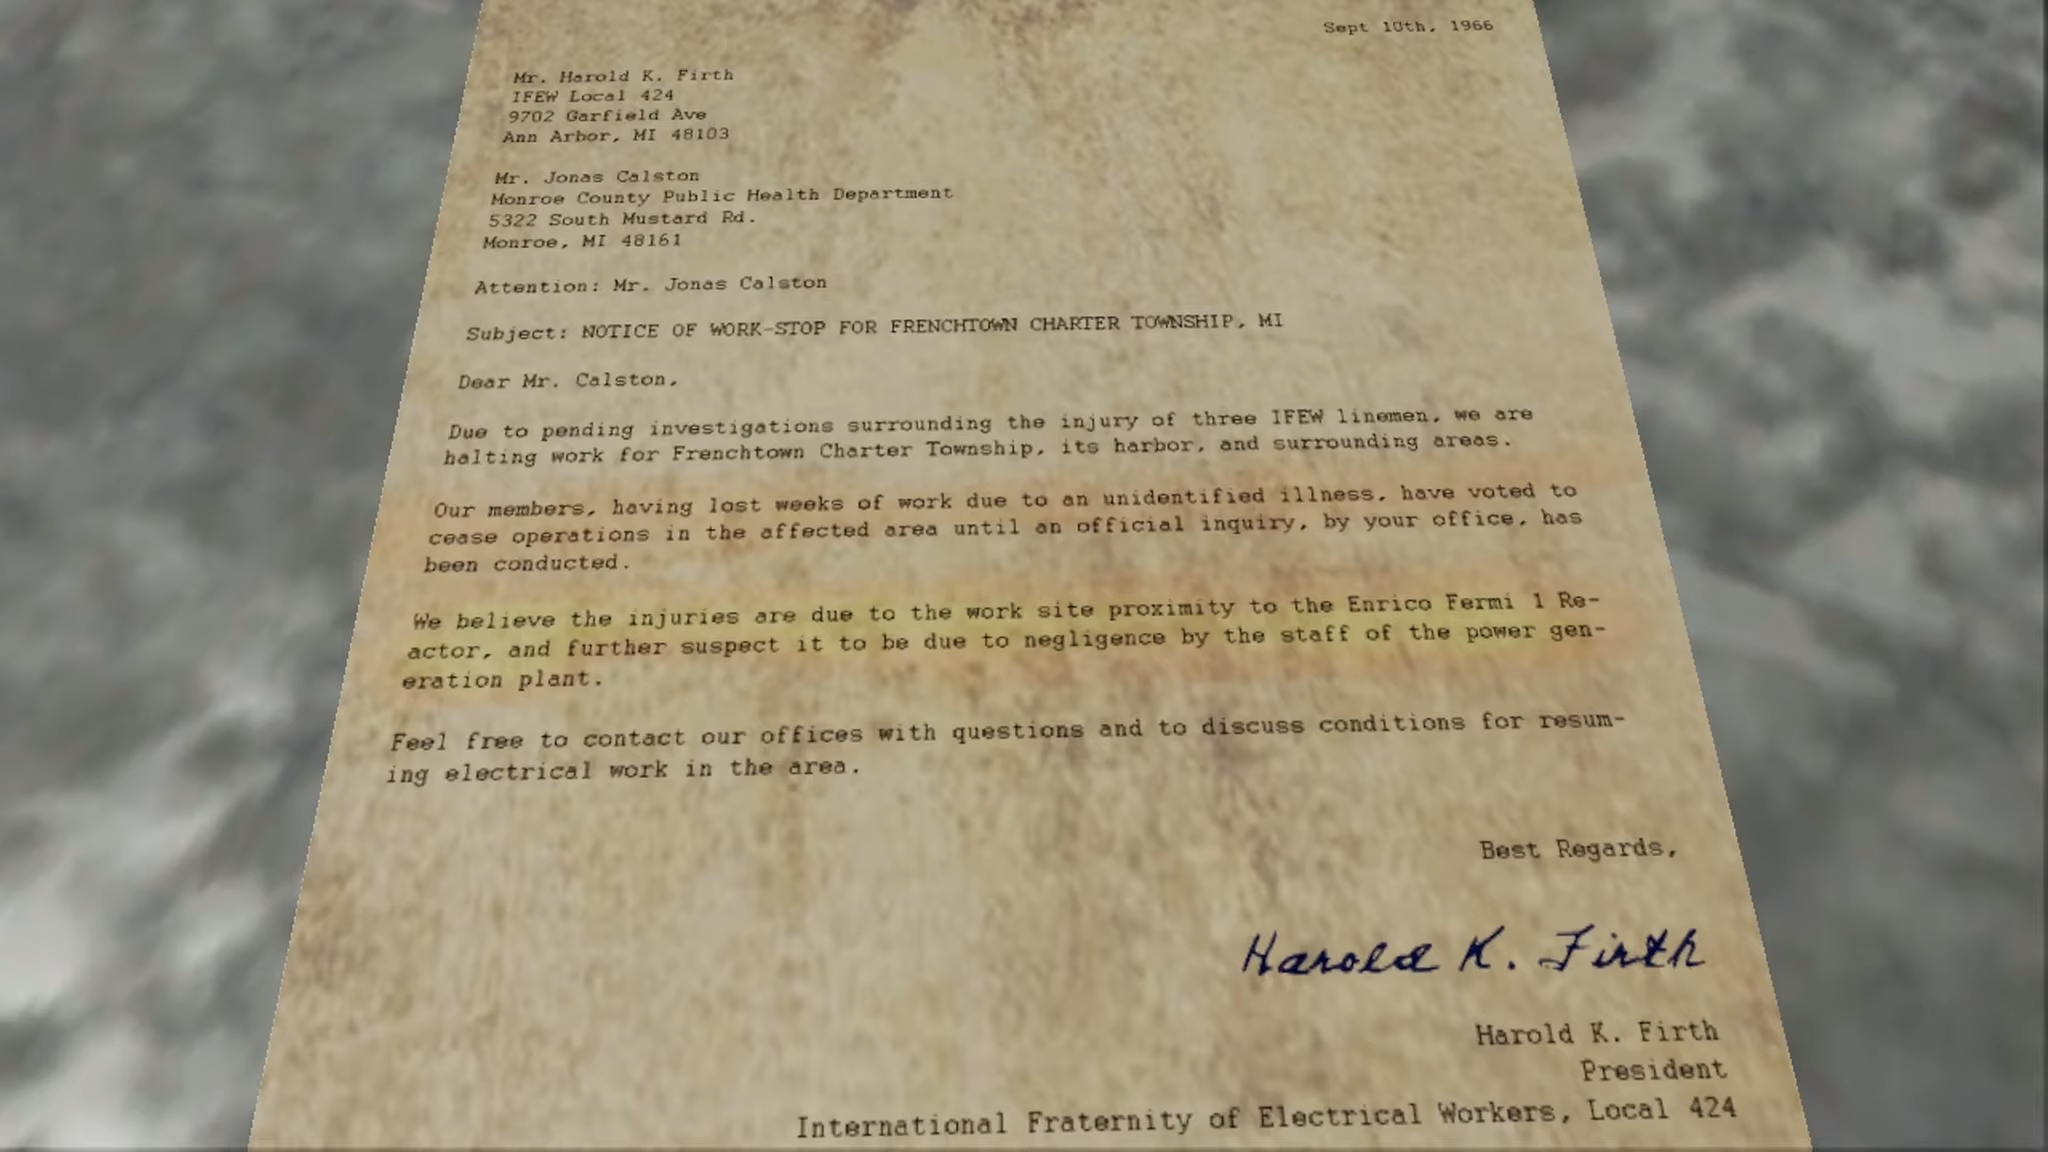 Sept 10th, 1966
Mr. Harold K. Firth
IFEW Local 424
9702 Garfield Ave
Ann Arbor, MI 48103
Mr. Jonas Calston
Monroe County Public Health Department
5322 South Mustard Rd.
Monroe, MI 48161
Attention: Mr. Jonas Calston
Subject: NOTICE OF WORK-STOP FOR FRENCHTOWN CHARTER TOWNSHIP, MI
Dear Mr. Calston,
Due to pending investigations surrounding the injury of three IFEW linemen, we are
halting work for Frenchtown Charter Township, its harbor, and surrounding areas.
Our members, having lost weeks of work due to an unidentified illness, have voted to
cease operations in the affected area until an official inquiry, by your office, has
been conducted.
We believe the injuries are due to the work site proximity to the Enrico Fermi 1 Re-
actor, and further suspect it to be due to negligence by the staff of the power gen-
eration plant.
Feel free to contact our offices with questions and to discuss conditions for resum-
ing electrical work in the area.
Best Regards,
Harold K. Firth
Harold K. Firth
President
International Fraternity of Electrical Workers, Local 424